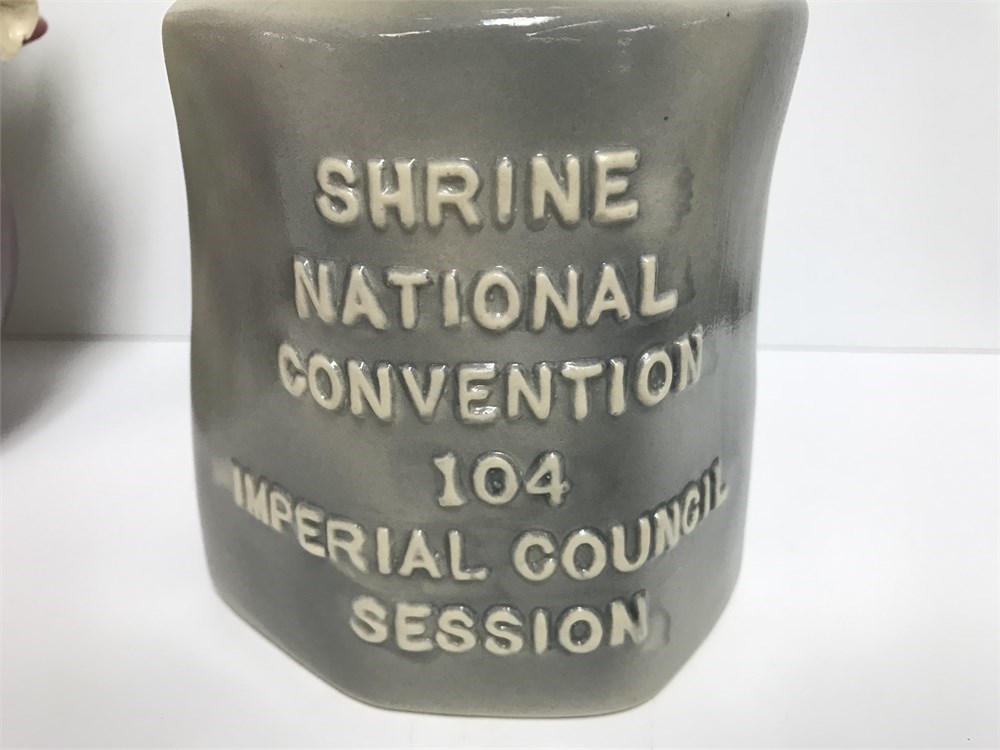 SHRINE
NATIONAL
CONVENTION
104
IMPERIAL COUNCIL
SESSION